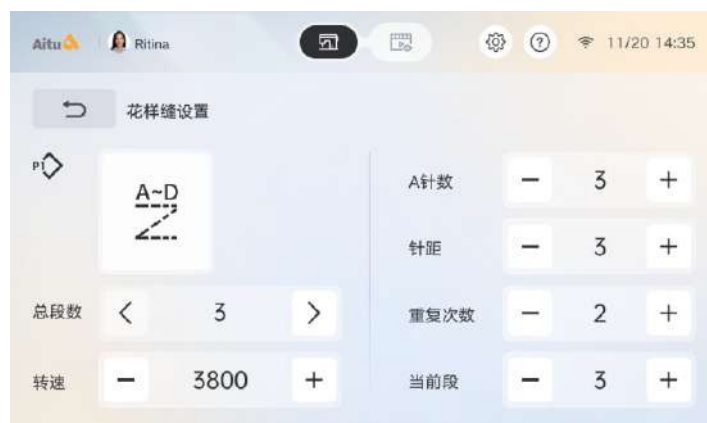 Aitu Ritina 11/20 14:35
花样缝设置
P1
A~D
A针数 − 3 +
针距 − 3 +
总段数 < 3 >
重复次数 − 2 +
转速 − 3800 +
当前段 − 3 +